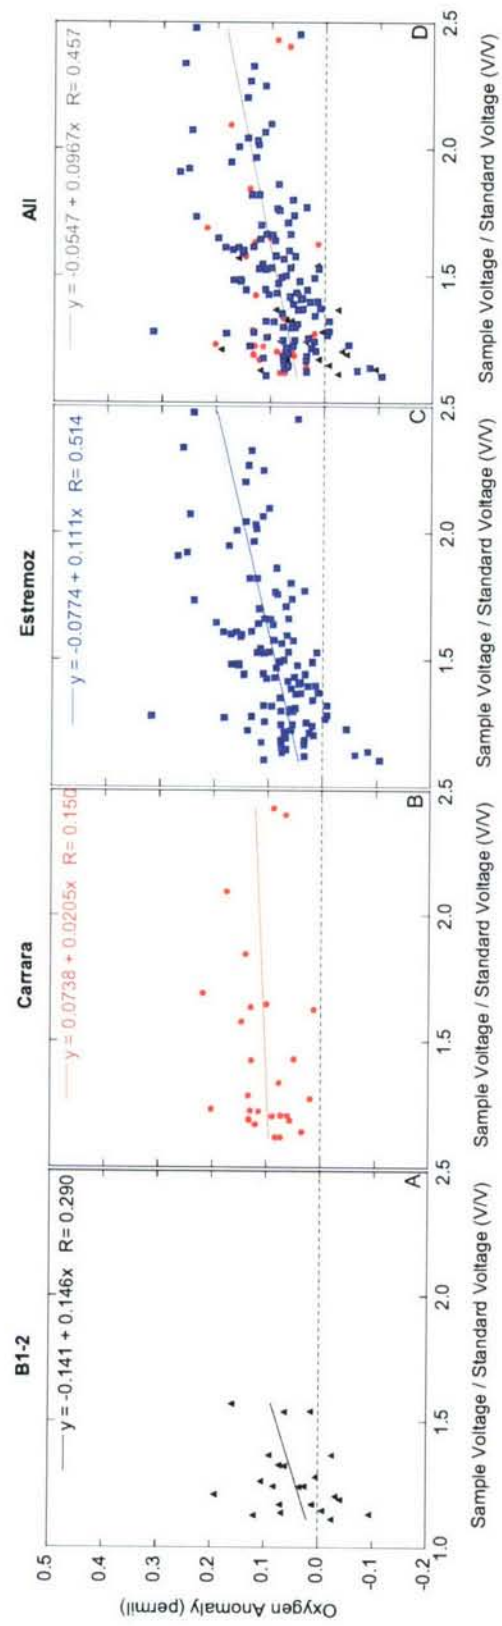 B1-2
y = -0.141 + 0.146x R= 0.290
A
Oxygen Anomaly (permil)
0.5
0.4
0.3
0.2
0.1
0.0
-0.1
-0.2
1.0
1.5
2.0
2.5
Sample Voltage / Standard Voltage (V/V)
Carrara
y = 0.0738 + 0.0205x R= 0.150
B
1.5
2.0
2.5
Sample Voltage / Standard Voltage (V/V)
Estremoz
y = -0.0774 + 0.111x R= 0.514
C
1.5
2.0
2.5
Sample Voltage / Standard Voltage (V/V)
All
y = -0.0547 + 0.0967x R= 0.457
D
1.5
2.0
2.5
Sample Voltage / Standard Voltage (V/V)